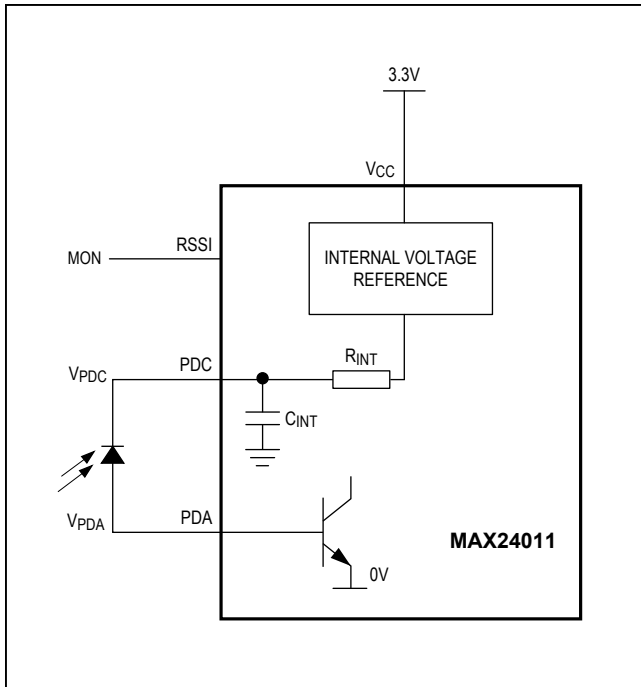 3.3V
VCC
RSSI
MON
INTERNAL VOLTAGE
REFERENCE
RINT
PDC
VPDC
CINT
VPDA
PDA
MAX24011
0V